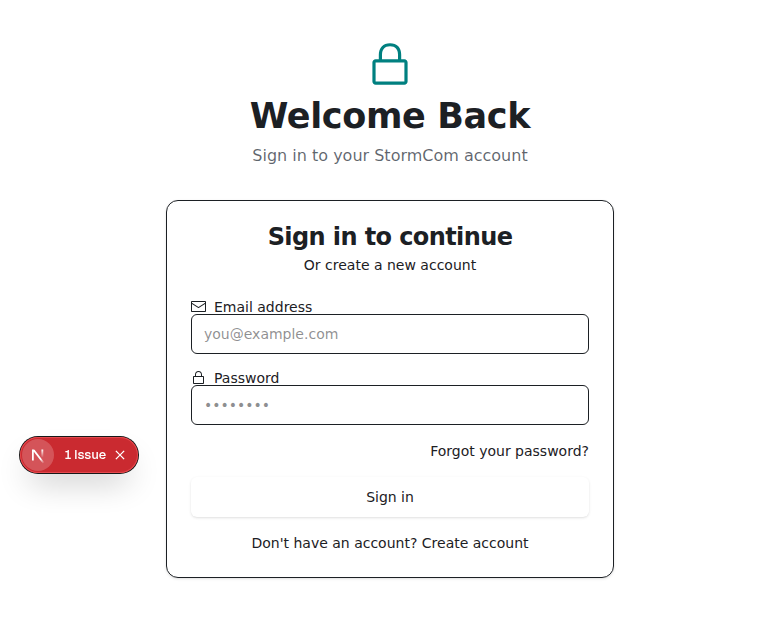 Welcome Back
Sign in to your StormCom account
Sign in to continue
Or create a new account
Email address
you@example.com
Password
••••••••
Forgot your password?
N 1 Issue
Sign in
Don't have an account? Create account